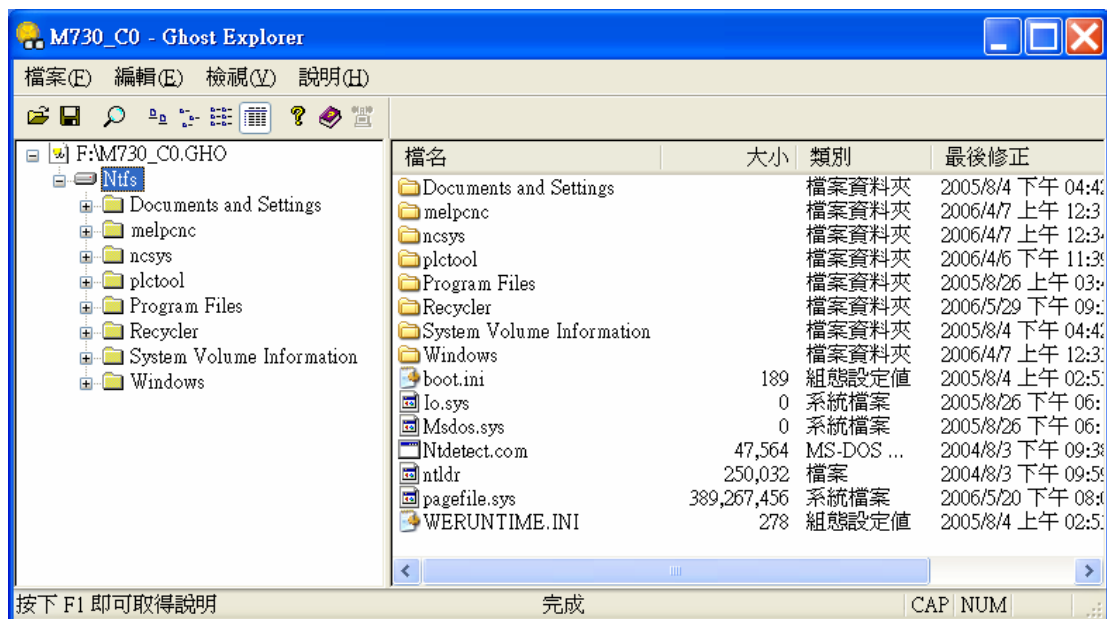 M730_C0 - Ghost Explorer
檔案(F) 編輯(E) 檢視(V) 說明(H)
F:\M730_C0.GHO
Ntfs
Documents and Settings
melpcnc
ncsys
plctool
Program Files
Recycler
System Volume Information
Windows
檔名 大小 類別 最後修正
Documents and Settings 檔案資料夾 2005/8/4 下午 04:42
melpcnc 檔案資料夾 2006/4/7 上午 12:3
ncsys 檔案資料夾 2006/4/7 上午 12:34
plctool 檔案資料夾 2006/4/6 下午 11:39
Program Files 檔案資料夾 2005/8/26 上午 03:4
Recycler 檔案資料夾 2006/5/29 下午 09:
System Volume Information 檔案資料夾 2005/8/4 下午 04:42
Windows 檔案資料夾 2006/4/7 上午 12:3
boot.ini 189 組態設定值 2005/8/4 上午 02:5
Io.sys 0 系統檔案 2005/8/26 下午 06:
Msdos.sys 0 系統檔案 2005/8/26 下午 06:
Ntdetect.com 47,564 MS-DOS ... 2004/8/3 下午 09:38
ntldr 250,032 檔案 2004/8/3 下午 09:59
pagefile.sys 389,267,456 系統檔案 2006/5/20 下午 08:0
WERUNTIME.INI 278 組態設定值 2005/8/4 上午 02:5
按下 F1 即可取得說明 完成 CAP NUM